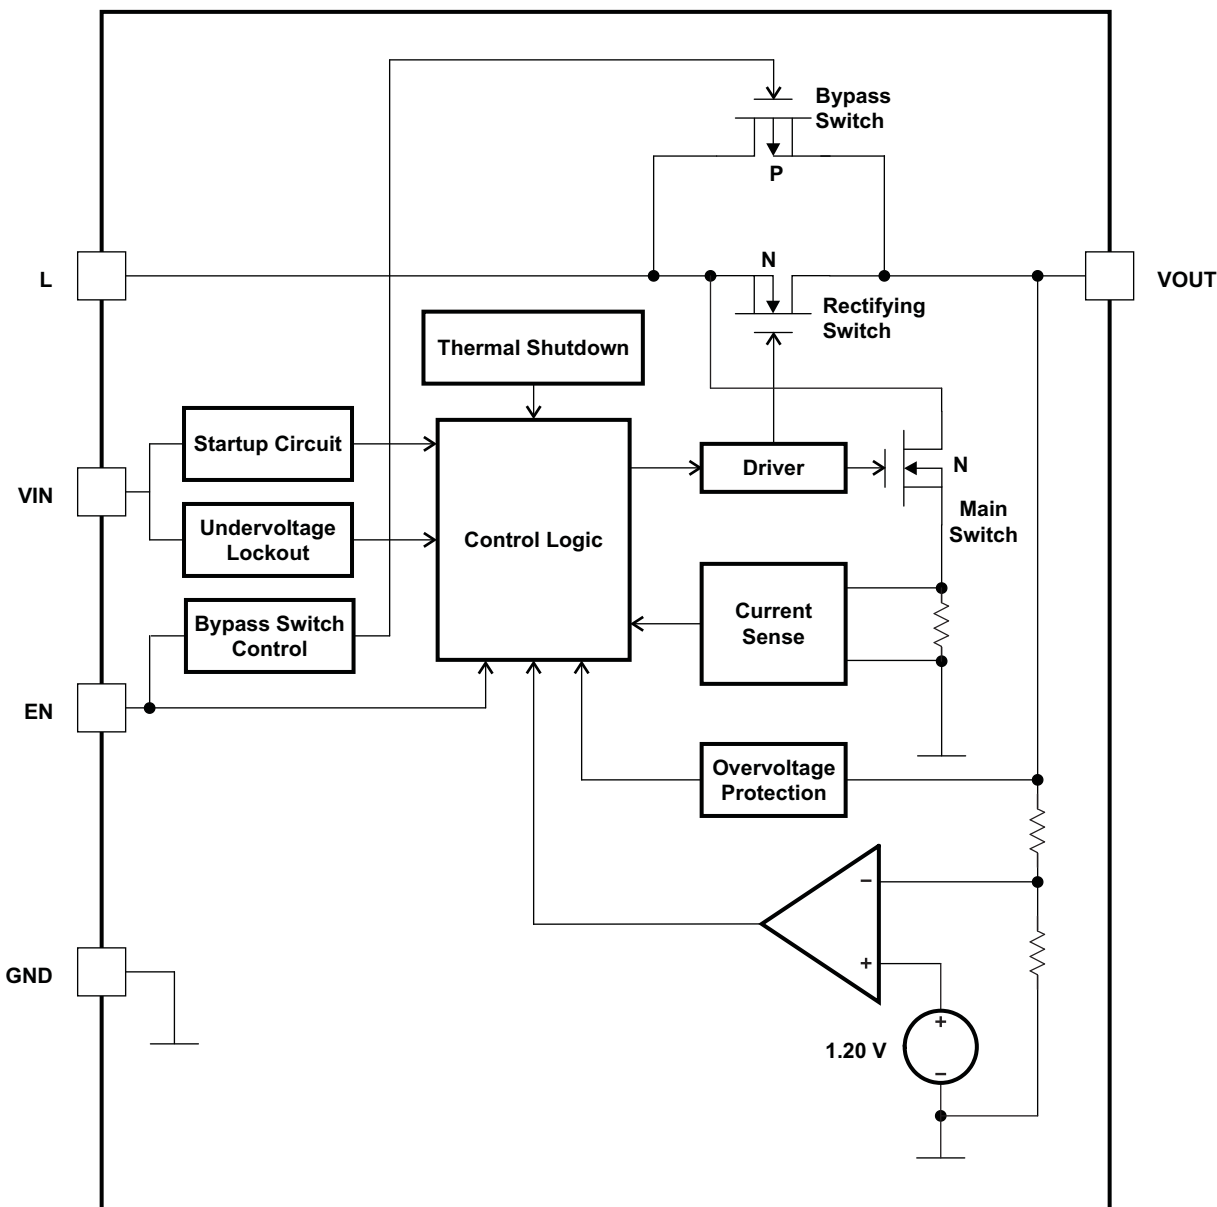 Bypass
Switch
P
L
N
VOUT
Rectifying
Switch
Thermal Shutdown
Startup Circuit
VIN
Driver
N
Main
Switch
Undervoltage
Lockout
Control Logic
Bypass Switch
Control
Current
Sense
EN
Overvoltage
Protection
−
+
GND
1.20 V
+
−